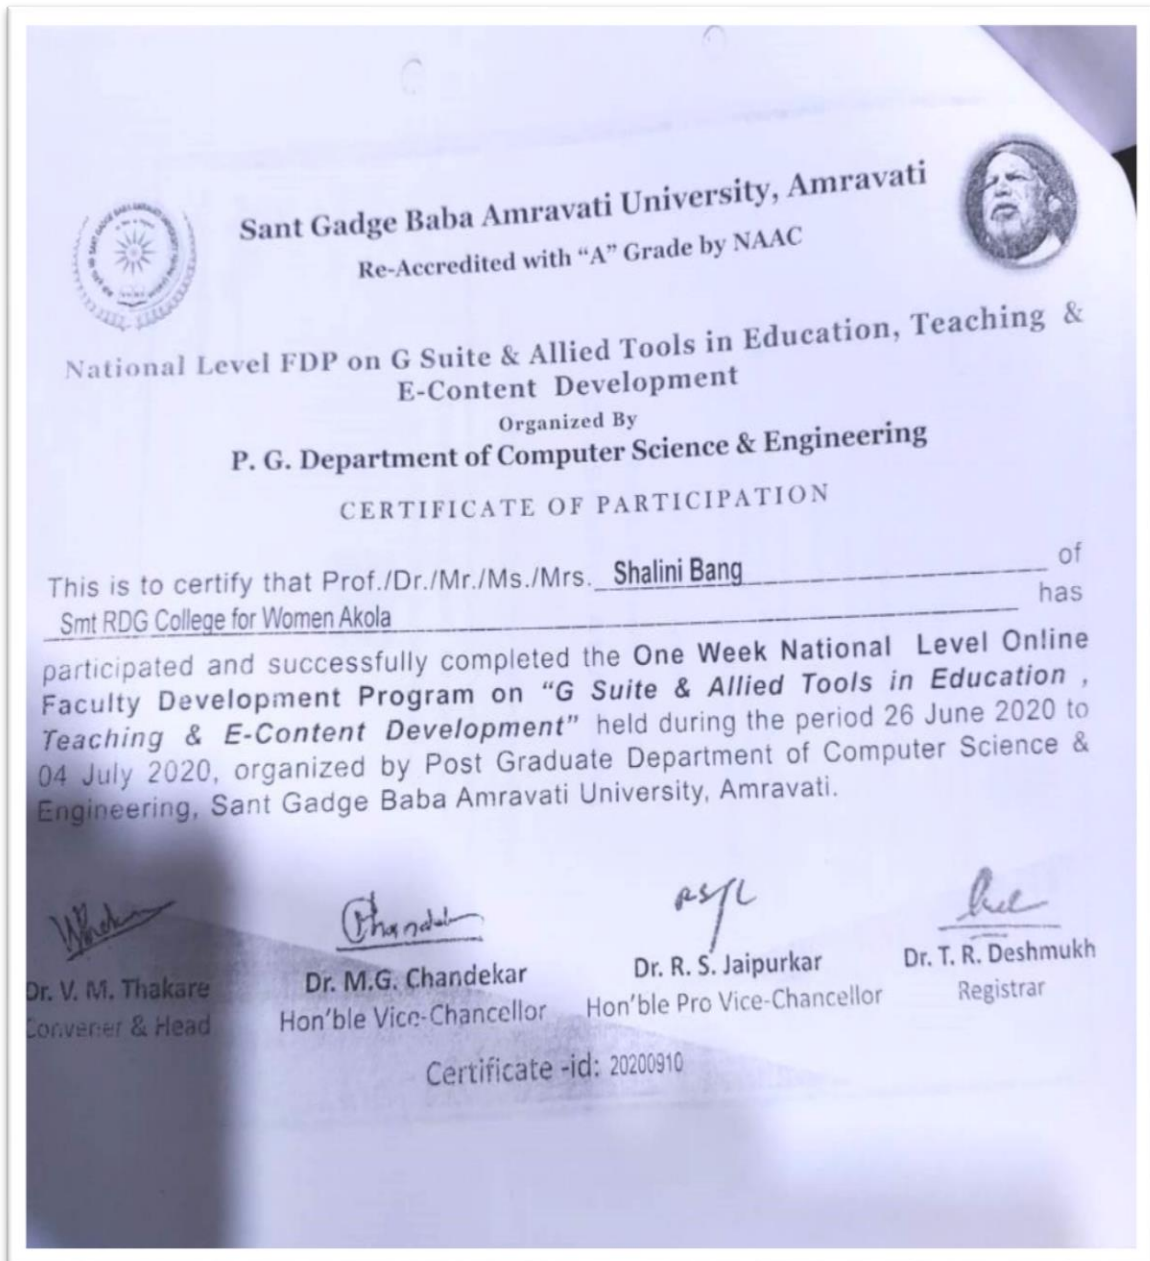 Sant Gadge Baba Amravati University, Amravati
Re-Accredited with “A” Grade by NAAC
National Level FDP on G Suite & Allied Tools in Education, Teaching &
E-Content Development
Organized By
P. G. Department of Computer Science & Engineering
CERTIFICATE OF PARTICIPATION
This is to certify that Prof./Dr./Mr./Ms./Mrs. Shalini Bang of
Smt RDG College for Women Akola has
participated and successfully completed the One Week National Level Online
Faculty Development Program on “G Suite & Allied Tools in Education ,
Teaching & E-Content Development” held during the period 26 June 2020 to
04 July 2020, organized by Post Graduate Department of Computer Science &
Engineering, Sant Gadge Baba Amravati University, Amravati.
Dr. V. M. Thakare
Convener & Head
Dr. M.G. Chandekar
Hon’ble Vice-Chancellor
Dr. R. S. Jaipurkar
Hon’ble Pro Vice-Chancellor
Dr. T. R. Deshmukh
Registrar
Certificate -id: 20200910